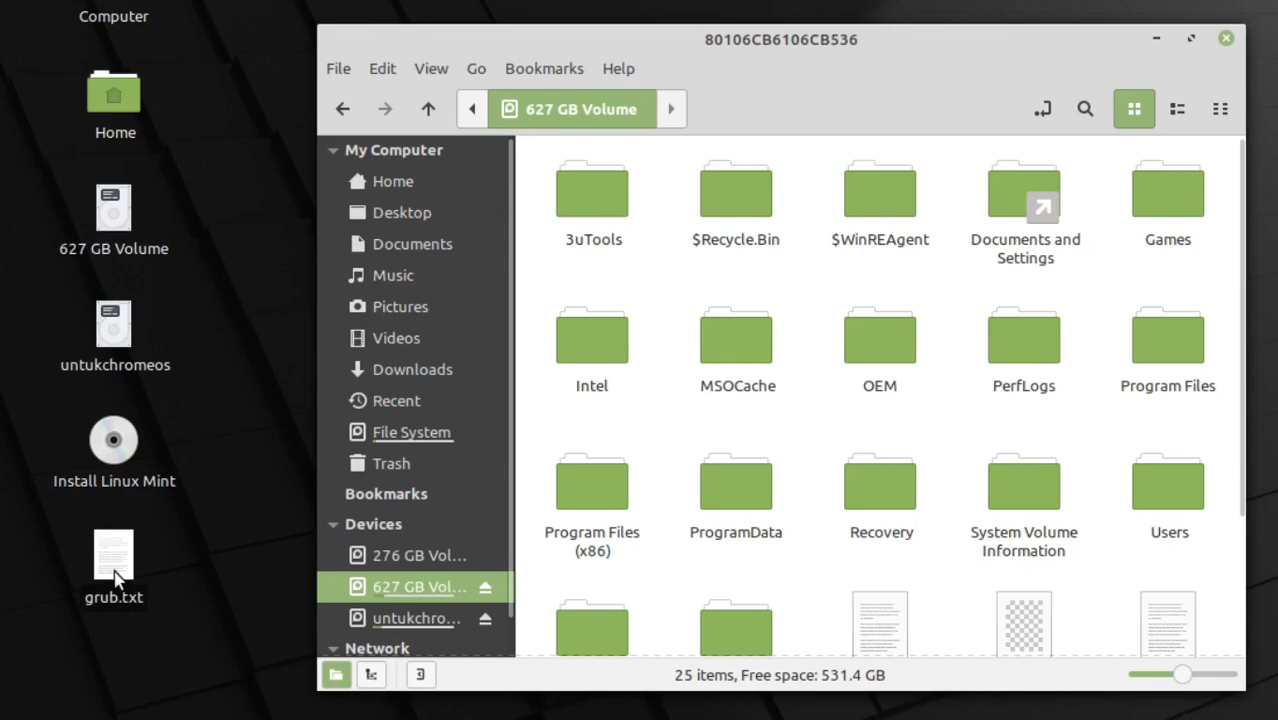 Computer
Home
627 GB Volume
untukchromeos
Install Linux Mint
grub.txt
80106CB6106CB536
File Edit View Go Bookmarks Help
627 GB Volume
My Computer
Home
Desktop
Documents
Music
Pictures
Videos
Downloads
Recent
File System
Trash
Bookmarks
Devices
276 GB Vol...
627 GB Vol...
untukchro...
Network
3uTools $Recycle.Bin $WinREAgent Documents and Games
Settings
Intel MSOCache OEM PerfLogs Program Files
Program Files ProgramData Recovery System Volume Users
(x86) Information
25 items, Free space: 531.4 GB